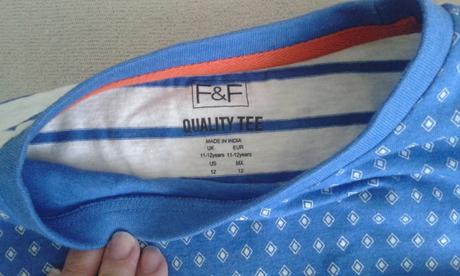 F&F
QUALITY TEE
MADE IN INDIA
UK EUR
11-12years 11-12years
US MX
12 12